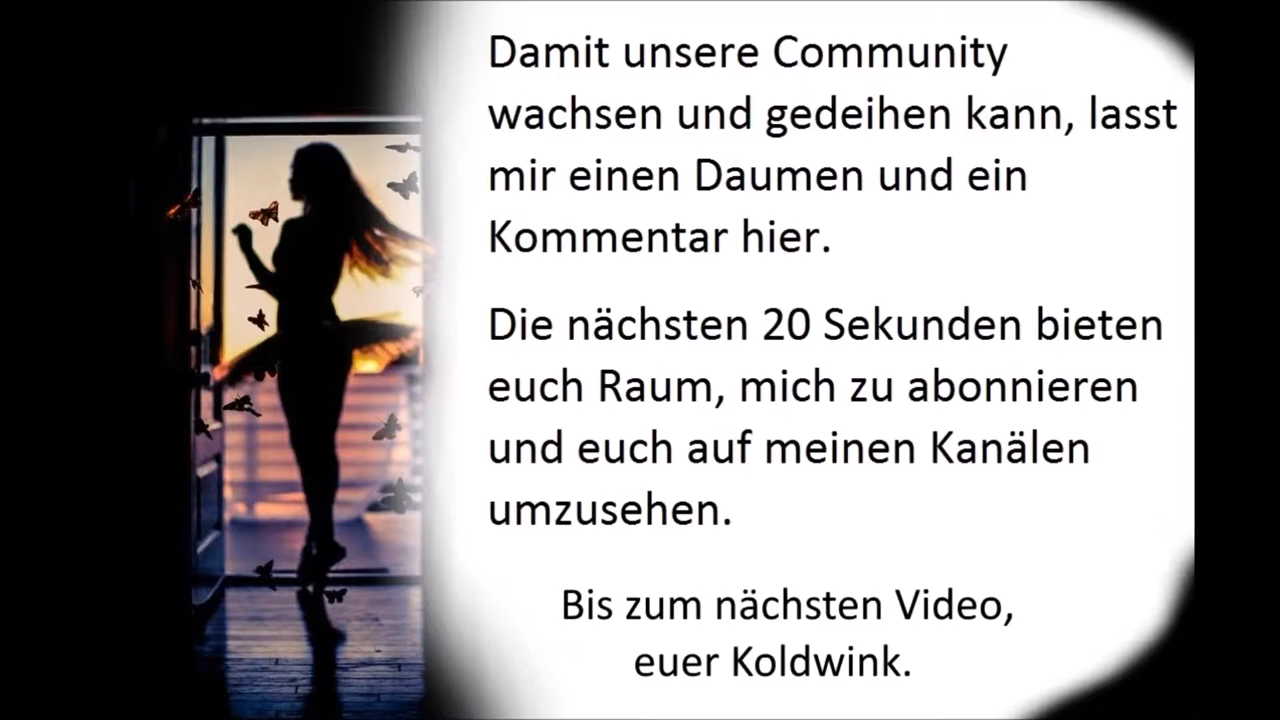 Damit unsere Community
wachsen und gedeihen kann, lasst
mir einen Daumen und ein
Kommentar hier.
Die nächsten 20 Sekunden bieten
euch Raum, mich zu abonnieren
und euch auf meinen Kanälen
umzusehen.
Bis zum nächsten Video,
euer Koldwink.